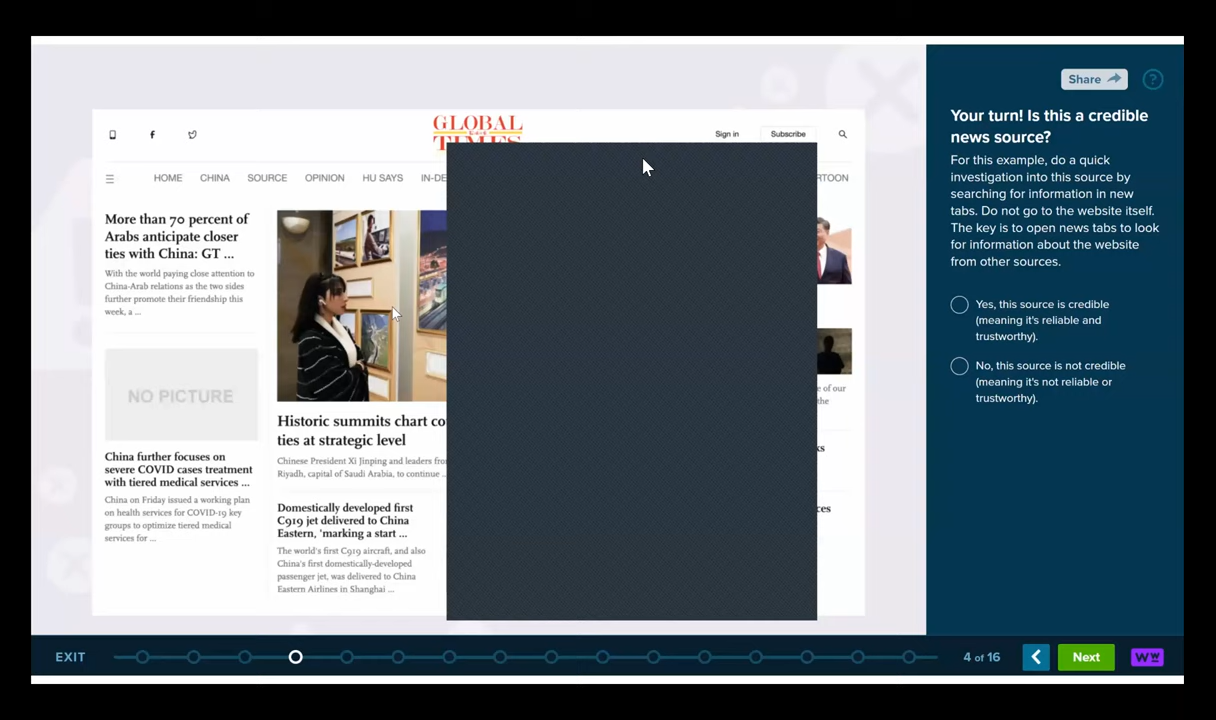 Share
?
Your turn! Is this a credible
news source?
For this example, do a quick
investigation into this source by
searching for information in new
tabs. Do not go to the website itself.
The key is to open news tabs to look
for information about the website
from other sources.
Yes, this source is credible
(meaning it's reliable and
trustworthy).
No, this source is not credible
(meaning it's not reliable or
trustworthy).
GLOBAL
TIMES
Sign in
Subscribe
HOME
CHINA
SOURCE
OPINION
HU SAYS
IN-DE
RTOON
More than 70 percent of
Arabs anticipate closer
ties with China: GT ...
With the world paying close attention to
China-Arab relations as the two sides
further promote their friendship this
week, a ...
NO PICTURE
China further focuses on
severe COVID cases treatment
with tiered medical services ...
China on Friday issued a working plan
on health services for COVID-19 key
groups to optimize tiered medical
services for ...
Historic summits chart co
ties at strategic level
Chinese President Xi Jinping and leaders fro
Riyadh, capital of Saudi Arabia, to continue ...
Domestically developed first
C919 jet delivered to China
Eastern, 'marking a start ...
The world's first C919 aircraft, and also
China's first domestically-developed
passenger jet, was delivered to China
Eastern Airlines in Shanghai ...
e of our
the
ks
ces
EXIT
4 of 16
Next